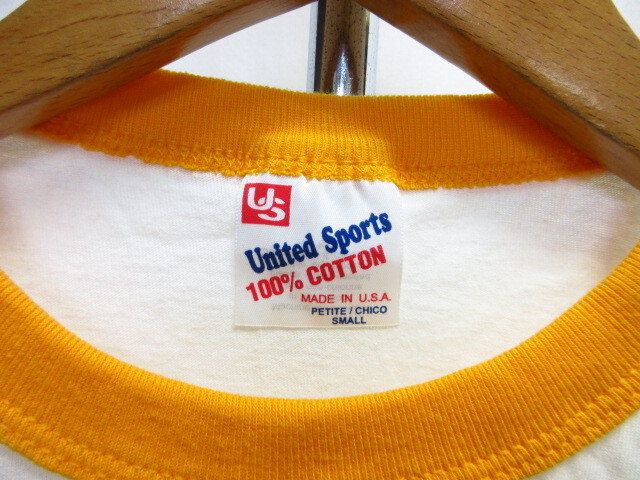 US
United Sports
100% COTTON
MADE IN U.S.A.
PETITE / CHICO
SMALL